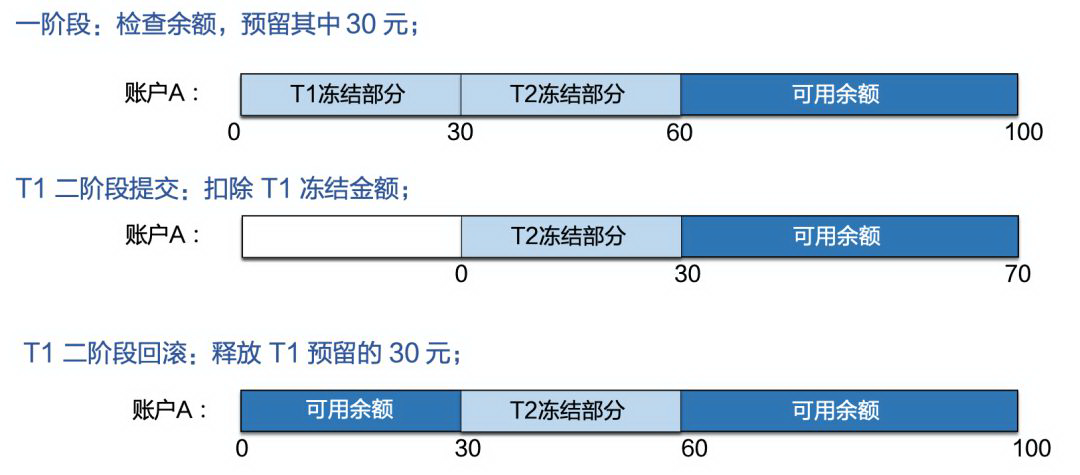 一阶段：检查余额，预留其中 30 元；
账户A： T1冻结部分 T2冻结部分 可用余额
0 30 60 100
T1 二阶段提交：扣除 T1 冻结金额；
账户A： T2冻结部分 可用余额
0 30 70
T1 二阶段回滚：释放 T1 预留的 30 元；
账户A： 可用余额 T2冻结部分 可用余额
0 30 60 100